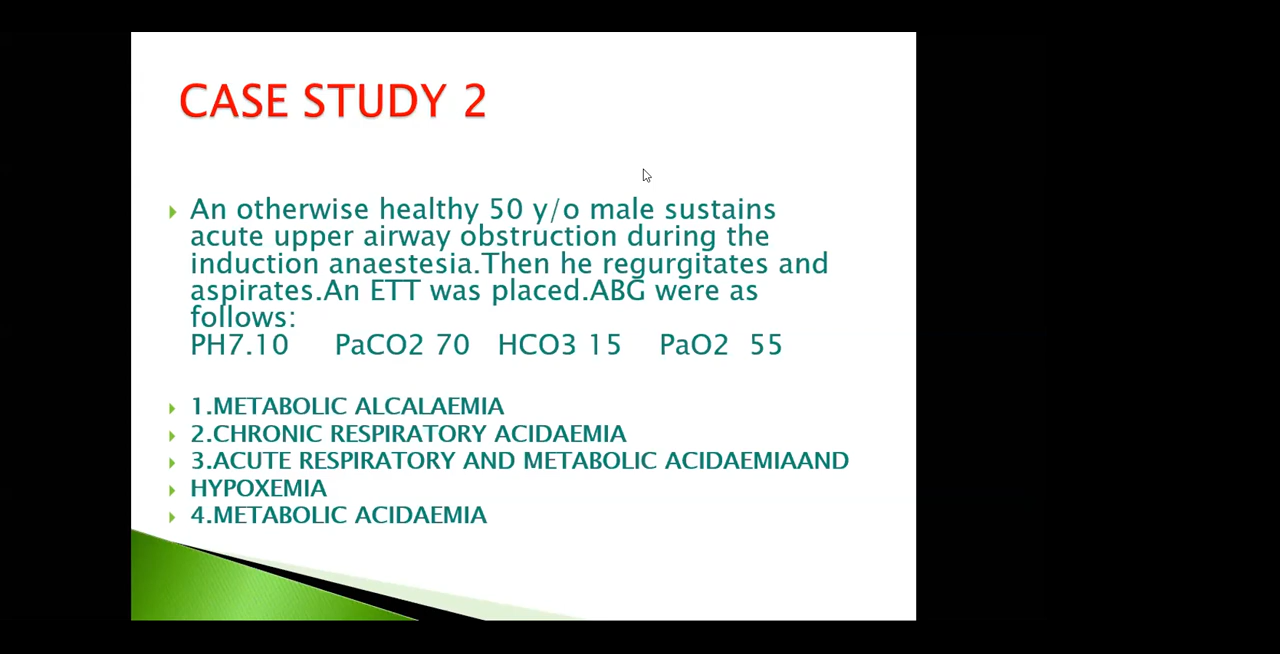 CASE STUDY 2
An otherwise healthy 50 y/o male sustains
acute upper airway obstruction during the
induction anaestesia.Then he regurgitates and
aspirates.An ETT was placed.ABG were as
follows:
PH7.10 PaCO2 70 HCO3 15 PaO2 55
1.METABOLIC ALCALAEMIA
2.CHRONIC RESPIRATORY ACIDAEMIA
3.ACUTE RESPIRATORY AND METABOLIC ACIDAEMIAAND
HYPOXEMIA
4.METABOLIC ACIDAEMIA